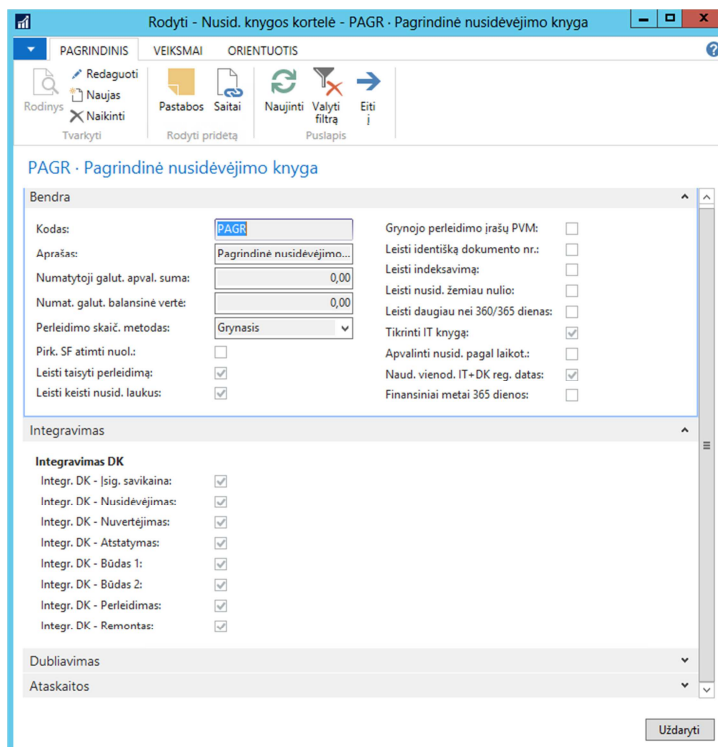 Rodyti - Nusid. knygos kortelė - PAGR · Pagrindinė nusidėvėjimo knyga
PAGRINDINIS VEIKSMAI ORIENTUOTIS
Rodinys
Redaguoti
Naujas
Naikinti
Tvarkyti
Pastabos
Saitai
Rodyti pridėtą
Naujinti
Valyti filtrą
Eiti į
Puslapis
PAGR · Pagrindinė nusidėvėjimo knyga
Bendra
Kodas: PAGR
Aprašas: Pagrindinė nusidėvėjimo...
Numatytoji galut. apval. suma: 0,00
Numat. galut. balansinė vertė: 0,00
Perleidimo skaič. metodas: Grynasis
Pirk. SF atimti nuol.:
Leisti taisyti perleidimą:
Leisti keisti nusid. laukus:
Grynojo perleidimo įrašų PVM:
Leisti identišką dokumento nr.:
Leisti indeksavimą:
Leisti nusid. žemiau nulio:
Leisti daugiau nei 360/365 dienas:
Tikrinti IT knygą:
Apvalinti nusid. pagal laikot.:
Naud. vienod. IT+DK reg. datas:
Finansiniai metai 365 dienos:
Integravimas
Integravimas DK
Integr. DK - Įsig. savikaina:
Integr. DK - Nusidėvėjimas:
Integr. DK - Nuvertėjimas:
Integr. DK - Atstatymas:
Integr. DK - Būdas 1:
Integr. DK - Būdas 2:
Integr. DK - Perleidimas:
Integr. DK - Remontas:
Dubliavimas
Ataskaitos
Uždaryti